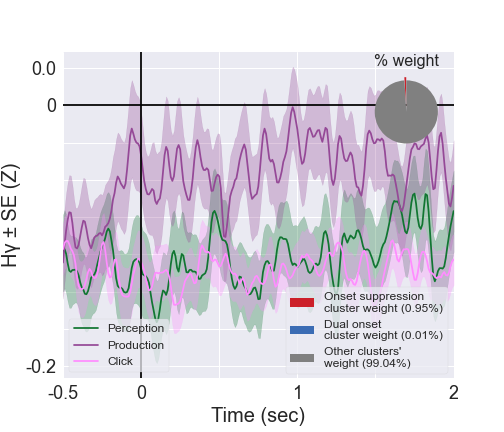 % weight
0.0
0
-0.2
Hγ ± SE (Z)
Perception
Production
Click
Onset suppression
cluster weight (0.95%)
Dual onset
cluster weight (0.01%)
Other clusters'
weight (99.04%)
-0.5
0
1
2
Time (sec)